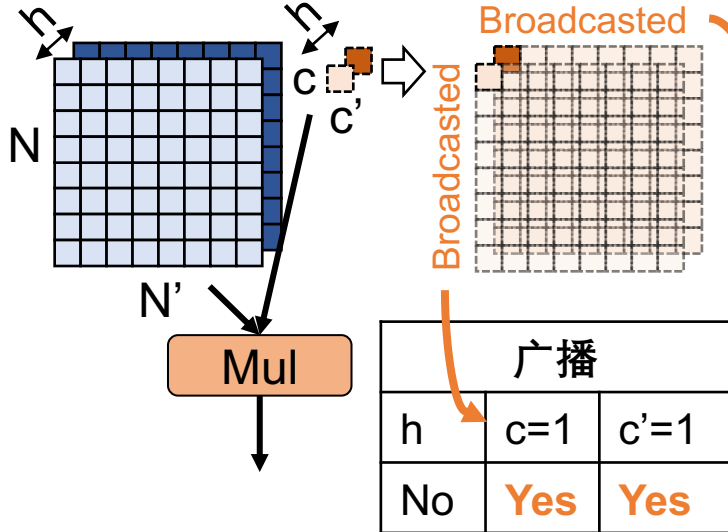 h
h
Broadcasted
c
c'
Broadcasted
N
N'
Mul
广播
h c=1 c'=1
No Yes Yes